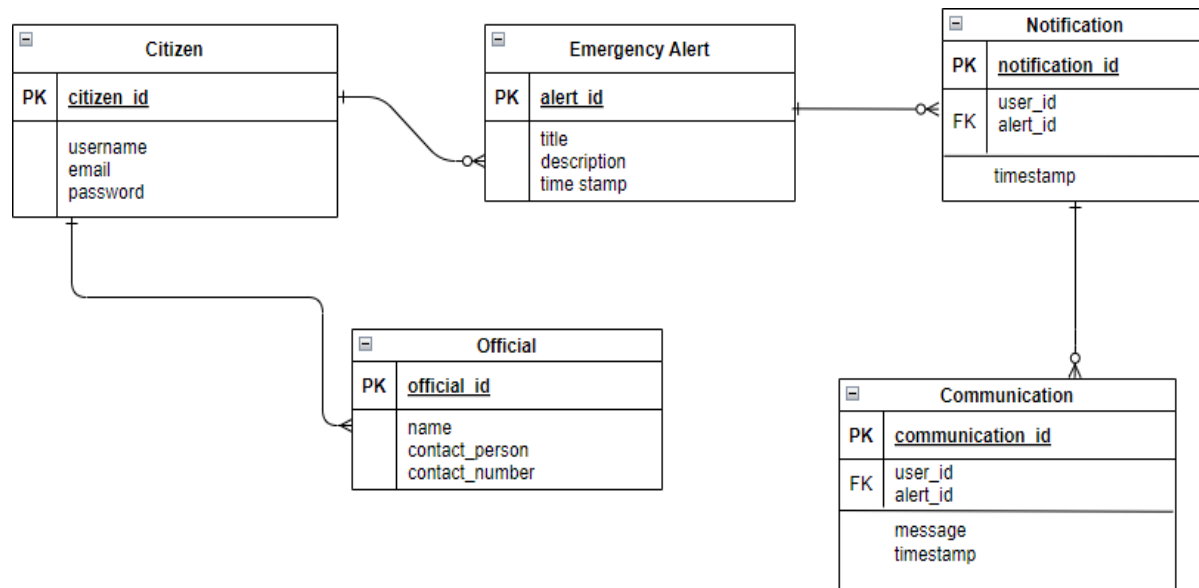 Citizen
PK citizen_id
username
email
password
Emergency Alert
PK alert_id
title
description
time stamp
Notification
PK notification_id
user_id
FK alert_id
timestamp
Official
PK official_id
name
contact_person
contact_number
Communication
PK communication_id
FK user_id
alert_id
message
timestamp